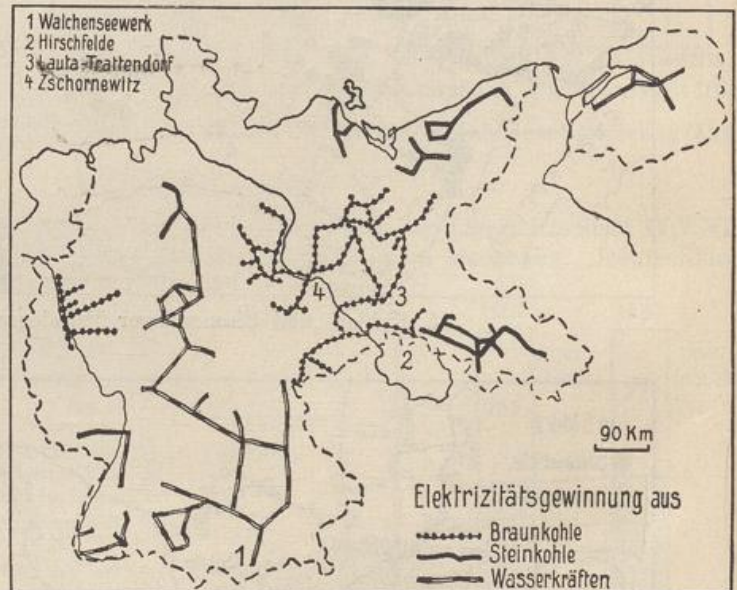 1 Walchenseewerk
2 Hirschfelde
3 Lauta-Trattendorf
4 Zschornewitz
4
3
2
90 Km
Elektrizitätsgewinnung aus
Braunkohle
Steinkohle
Wasserkräften
1